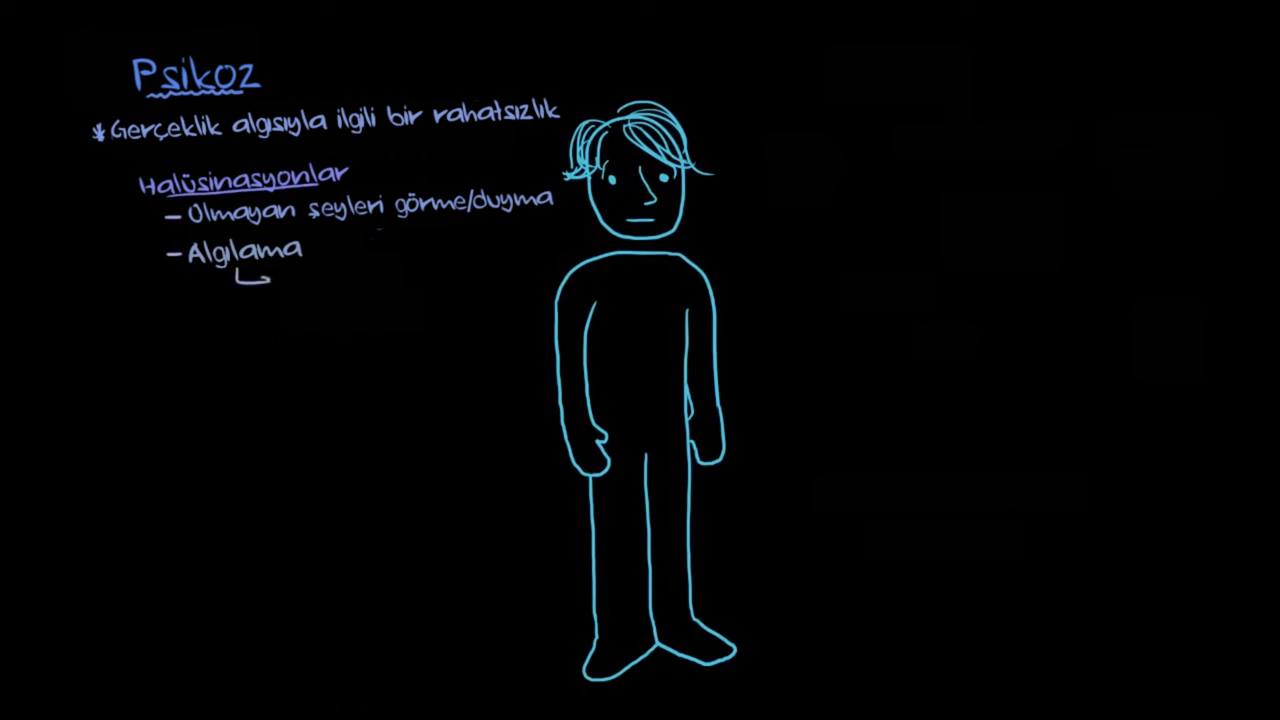 Psikoz
*Gerçeklik algısıyla ilgili bir rahatsızlık
Halüsinasyonlar
- Olmayan şeyleri görme/duyma
- Algılama